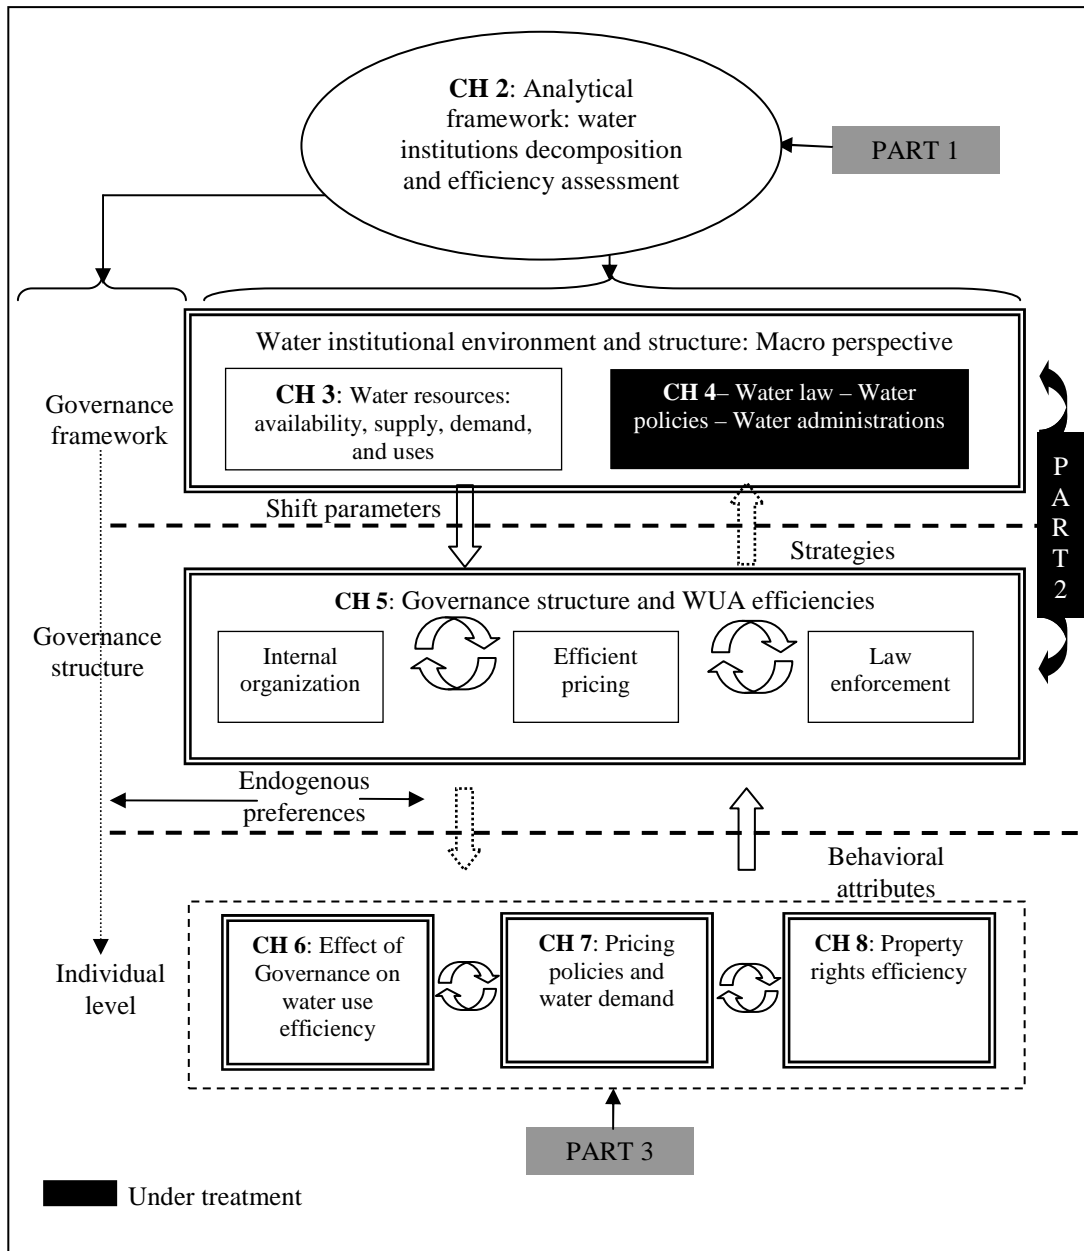 CH 2: Analytical
framework: water
institutions decomposition
and efficiency assessment
PART 1
Water institutional environment and structure: Macro perspective
CH 3: Water resources:
availability, supply, demand,
and uses
CH 4– Water law – Water
policies – Water administrations
Governance
framework
P
A
R
T
2
Shift parameters
Strategies
CH 5: Governance structure and WUA efficiencies
Governance
structure
Internal
organization
Efficient
pricing
Law
enforcement
Endogenous
preferences
Behavioral
attributes
CH 6: Effect of
Governance on
water use
efficiency
CH 7: Pricing
policies and
water demand
CH 8: Property
rights efficiency
Individual
level
PART 3
Under treatment